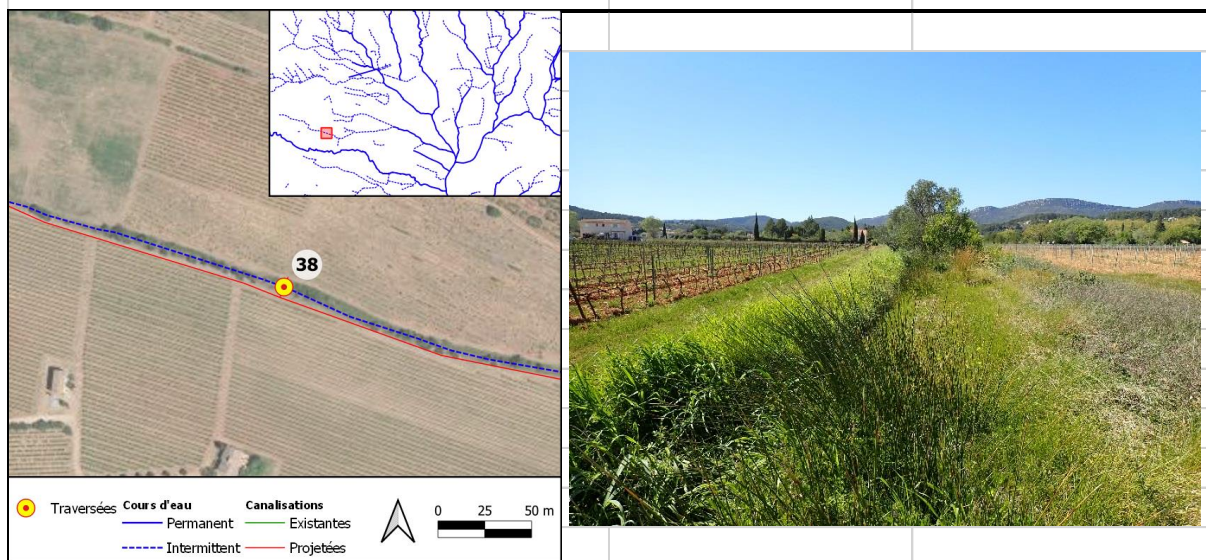 38
Traversées
Cours d'eau
Permanent
Intermittent
Canalisations
Existantes
Projetées
0 25 50 m